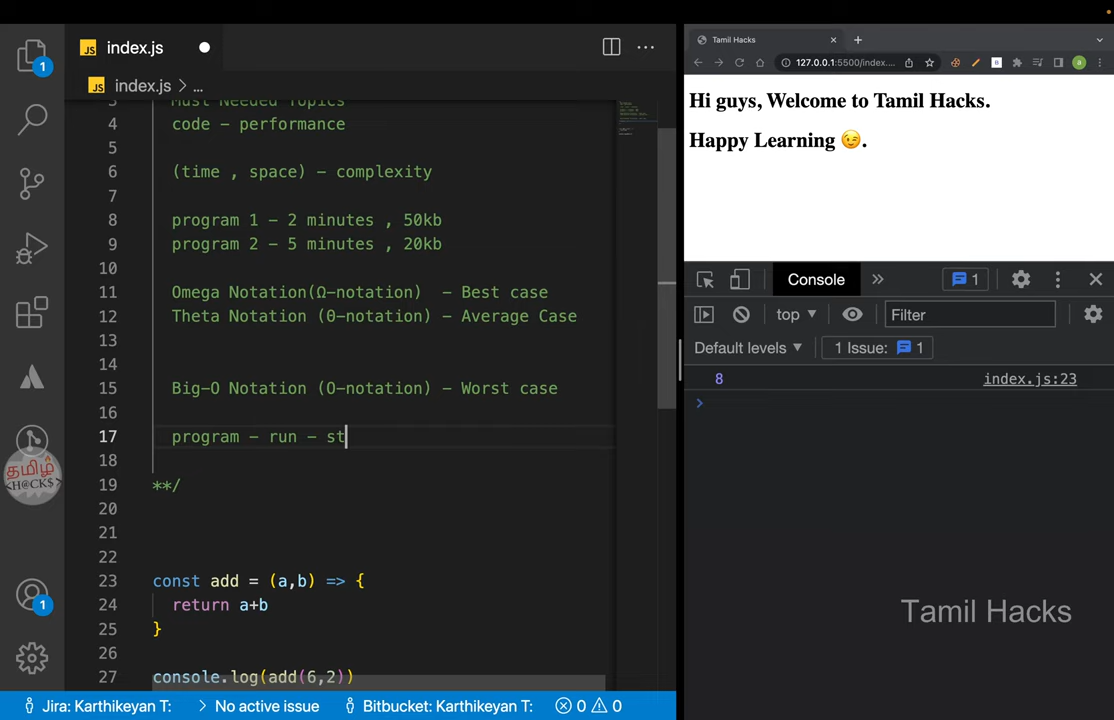 index.js
index.js > ...
3 Must Needed Topics
4 code – performance
5
6 (time , space) – complexity
7
8 program 1 – 2 minutes , 50kb
9 program 2 – 5 minutes , 20kb
10
11 Omega Notation(Ω-notation) – Best case
12 Theta Notation (Θ-notation) – Average Case
13
14
15 Big-O Notation (O-notation) – Worst case
16
17 program – run – st
18
19 **/
20
21
22
23 const add = (a,b) => {
24 return a+b
25 }
26
27 console.log(add(6,2))
1
தமிழ்
<H@CK$>
1
Jira: Karthikeyan T: > No active issue Bitbucket: Karthikeyan T: 0 0
Tamil Hacks
127.0.0.1:5500/index....
B
a
Hi guys, Welcome to Tamil Hacks.
Happy Learning 😉.
Console
1
top
Filter
Default levels
1 Issue: 1
8 index.js:23
>
Tamil Hacks